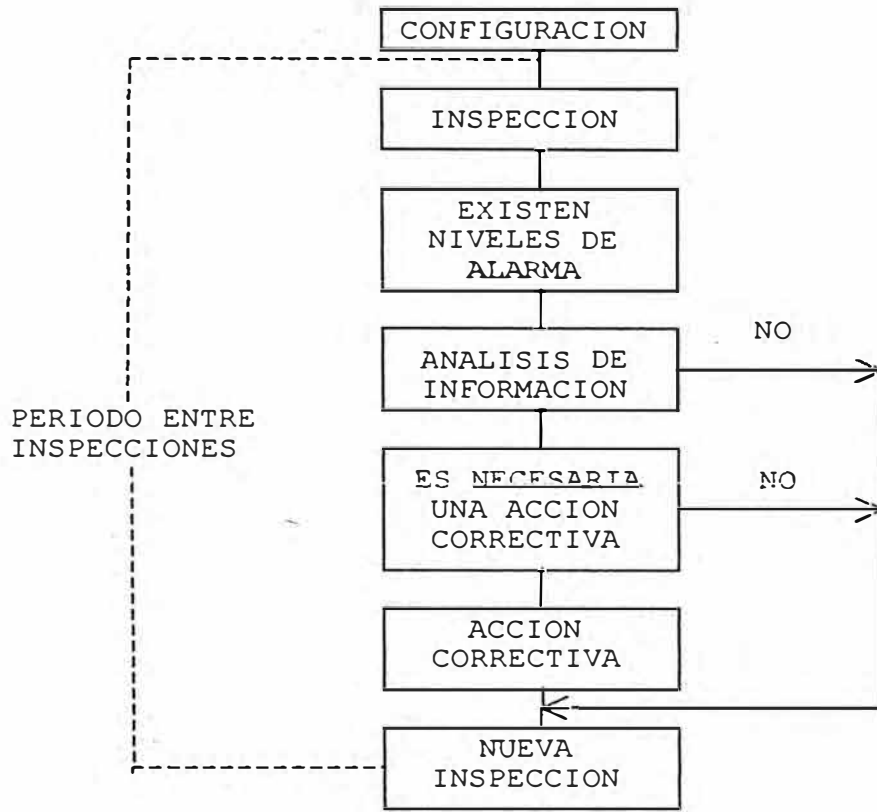 CONFIGURACION
INSPECCION
EXISTEN
NIVELES DE
ALARMA
NO
ANALISIS DE
INFORMACION
PERIODO ENTRE
INSPECCIONES
ES NECESARIA
UNA ACCION
CORRECTIVA
NO
ACCION
CORRECTIVA
NUEVA
INSPECCION